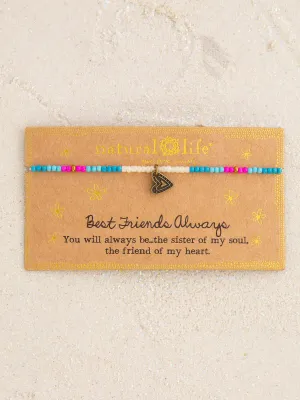 natural life
Best Friends Always
You will always be...the sister of my soul,
the friend of my heart.